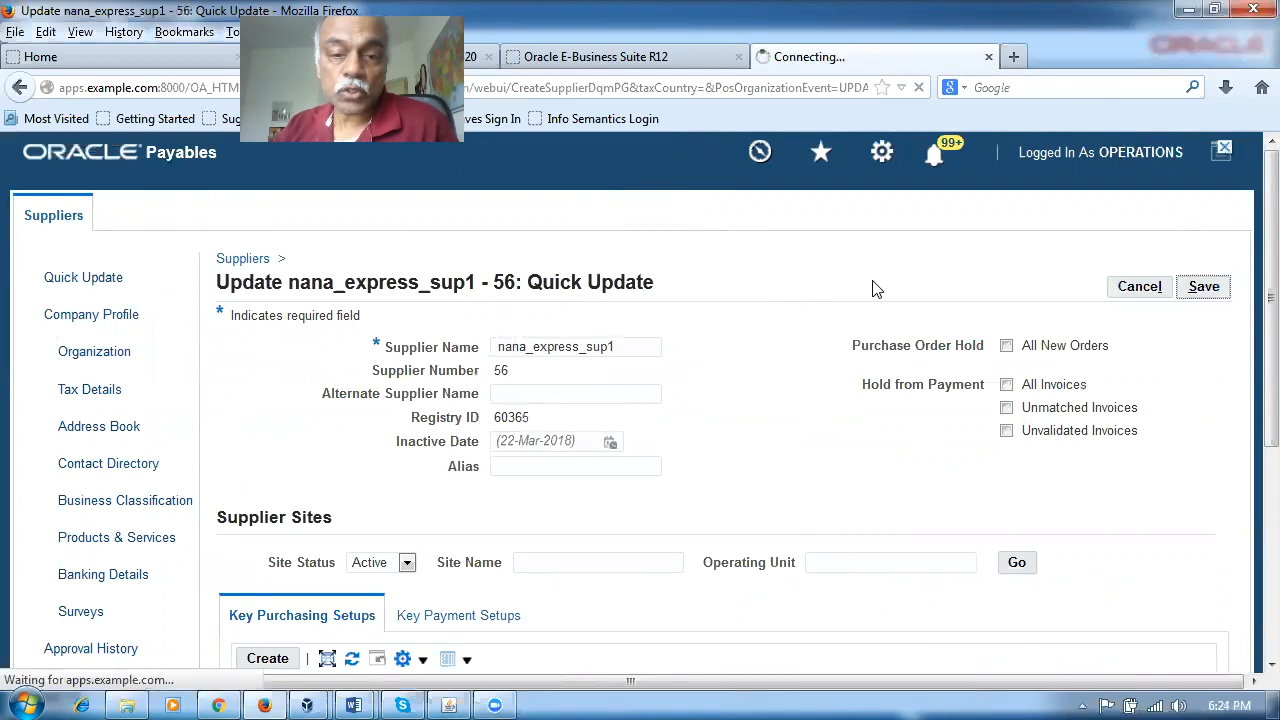 Update nana_express_sup1 - 56: Quick Update - Mozilla Firefox
File Edit View History Bookmarks
Home 20 Oracle E-Business Suite R12 Connecting...
apps.example.com:8000/OA_HTM /webui/CreateSupplierDqmPG&taxCountry=&PosOrganizationEvent=UPDA Google
Most Visited Getting Started Sug ves Sign In Info Semantics Library
ORACLE Payables 99+ Logged In As OPERATIONS
Suppliers
Suppliers >
Quick Update
Update nana_express_sup1 - 56: Quick Update Cancel Save
Company Profile
* Indicates required field
Organization
* Supplier Name nana_express_sup1 Purchase Order Hold All New Orders
Supplier Number 56
Tax Details
Alternate Supplier Name Hold from Payment All Invoices
Registry ID 60365 Unmatched Invoices
Address Book
Inactive Date (22-Mar-2018) Unvalidated Invoices
Contact Directory
Alias
Business Classification
Supplier Sites
Products & Services
Site Status Active Site Name Operating Unit Go
Banking Details
Surveys
Key Purchasing Setups Key Payment Setups
Approval History
Create
Waiting for apps.example.com...
6:24 PM